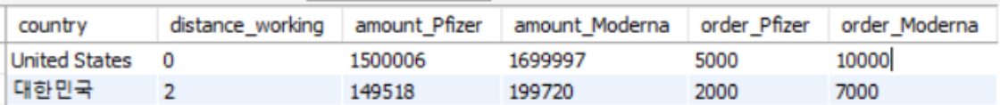 country distance_working amount_Pfizer amount_Moderna order_Pfizer order_Moderna
United States 0 1500006 1699997 5000 10000
대한민국 2 149518 199720 2000 7000